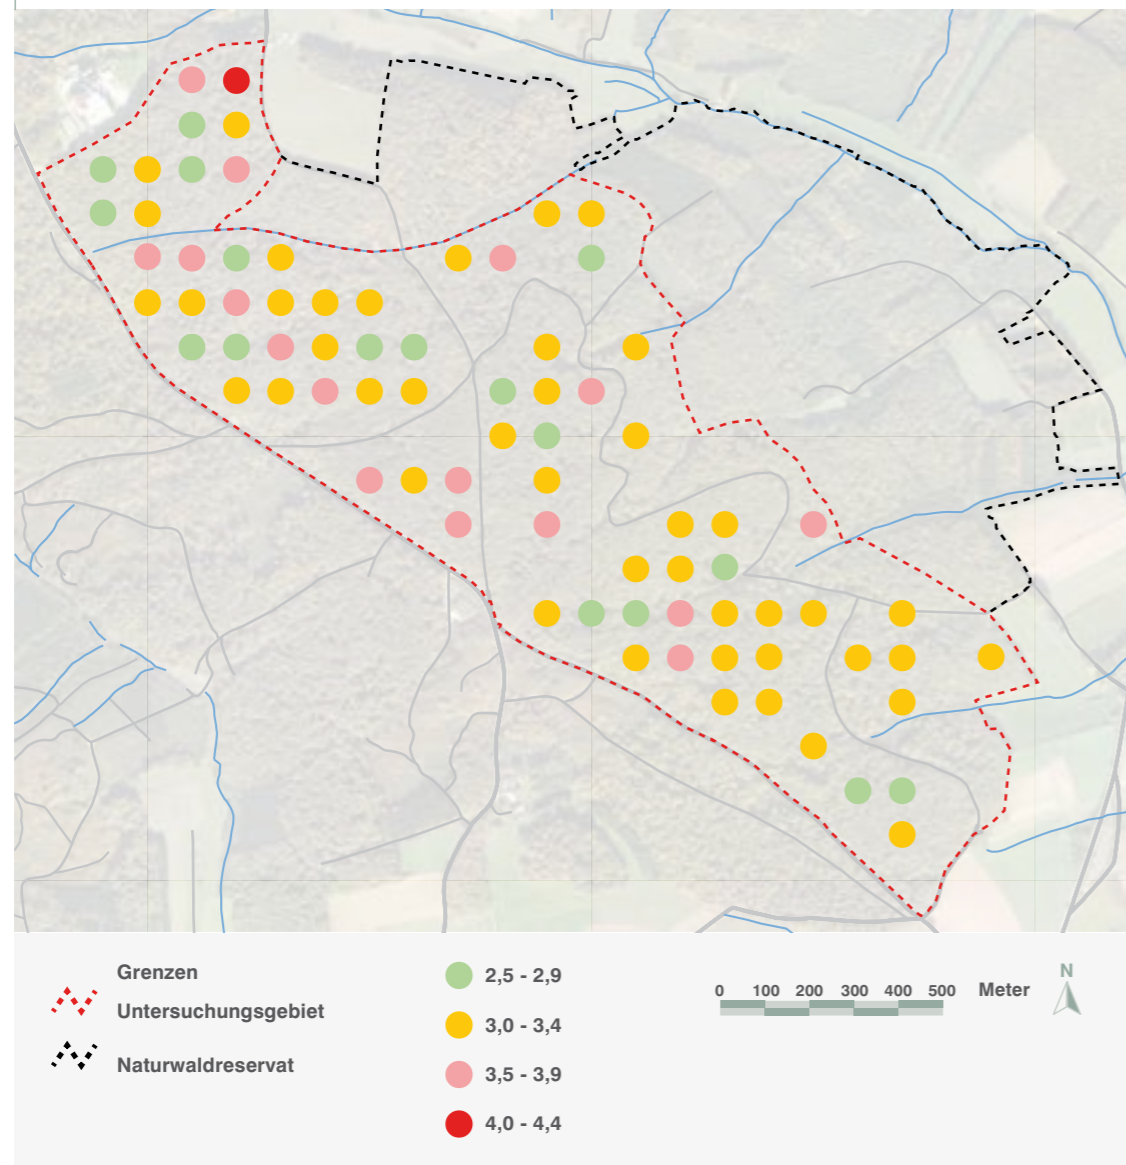 Grenzen
Untersuchungsgebiet
Naturwaldreservat
2,5 - 2,9
3,0 - 3,4
3,5 - 3,9
4,0 - 4,4
0 100 200 300 400 500 Meter
N